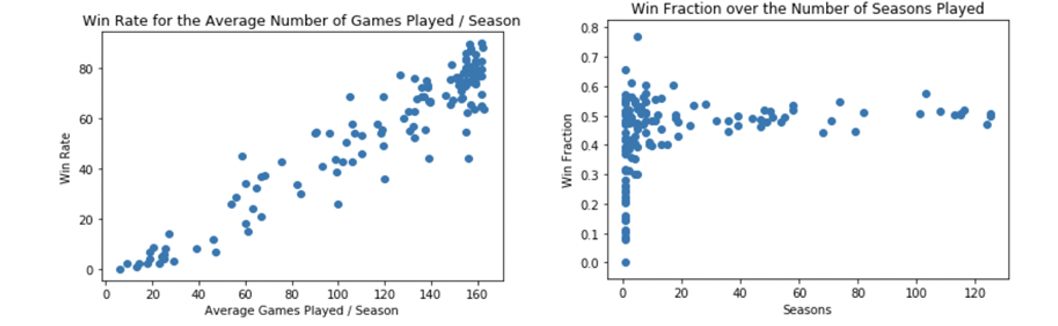 Win Rate for the Average Number of Games Played / Season
80
60
40
20
0
Win Rate
0 20 40 60 80 100 120 140 160
Average Games Played / Season
Win Fraction over the Number of Seasons Played
0.8
0.7
0.6
0.5
0.4
0.3
0.2
0.1
0.0
Win Fraction
0 20 40 60 80 100 120
Seasons